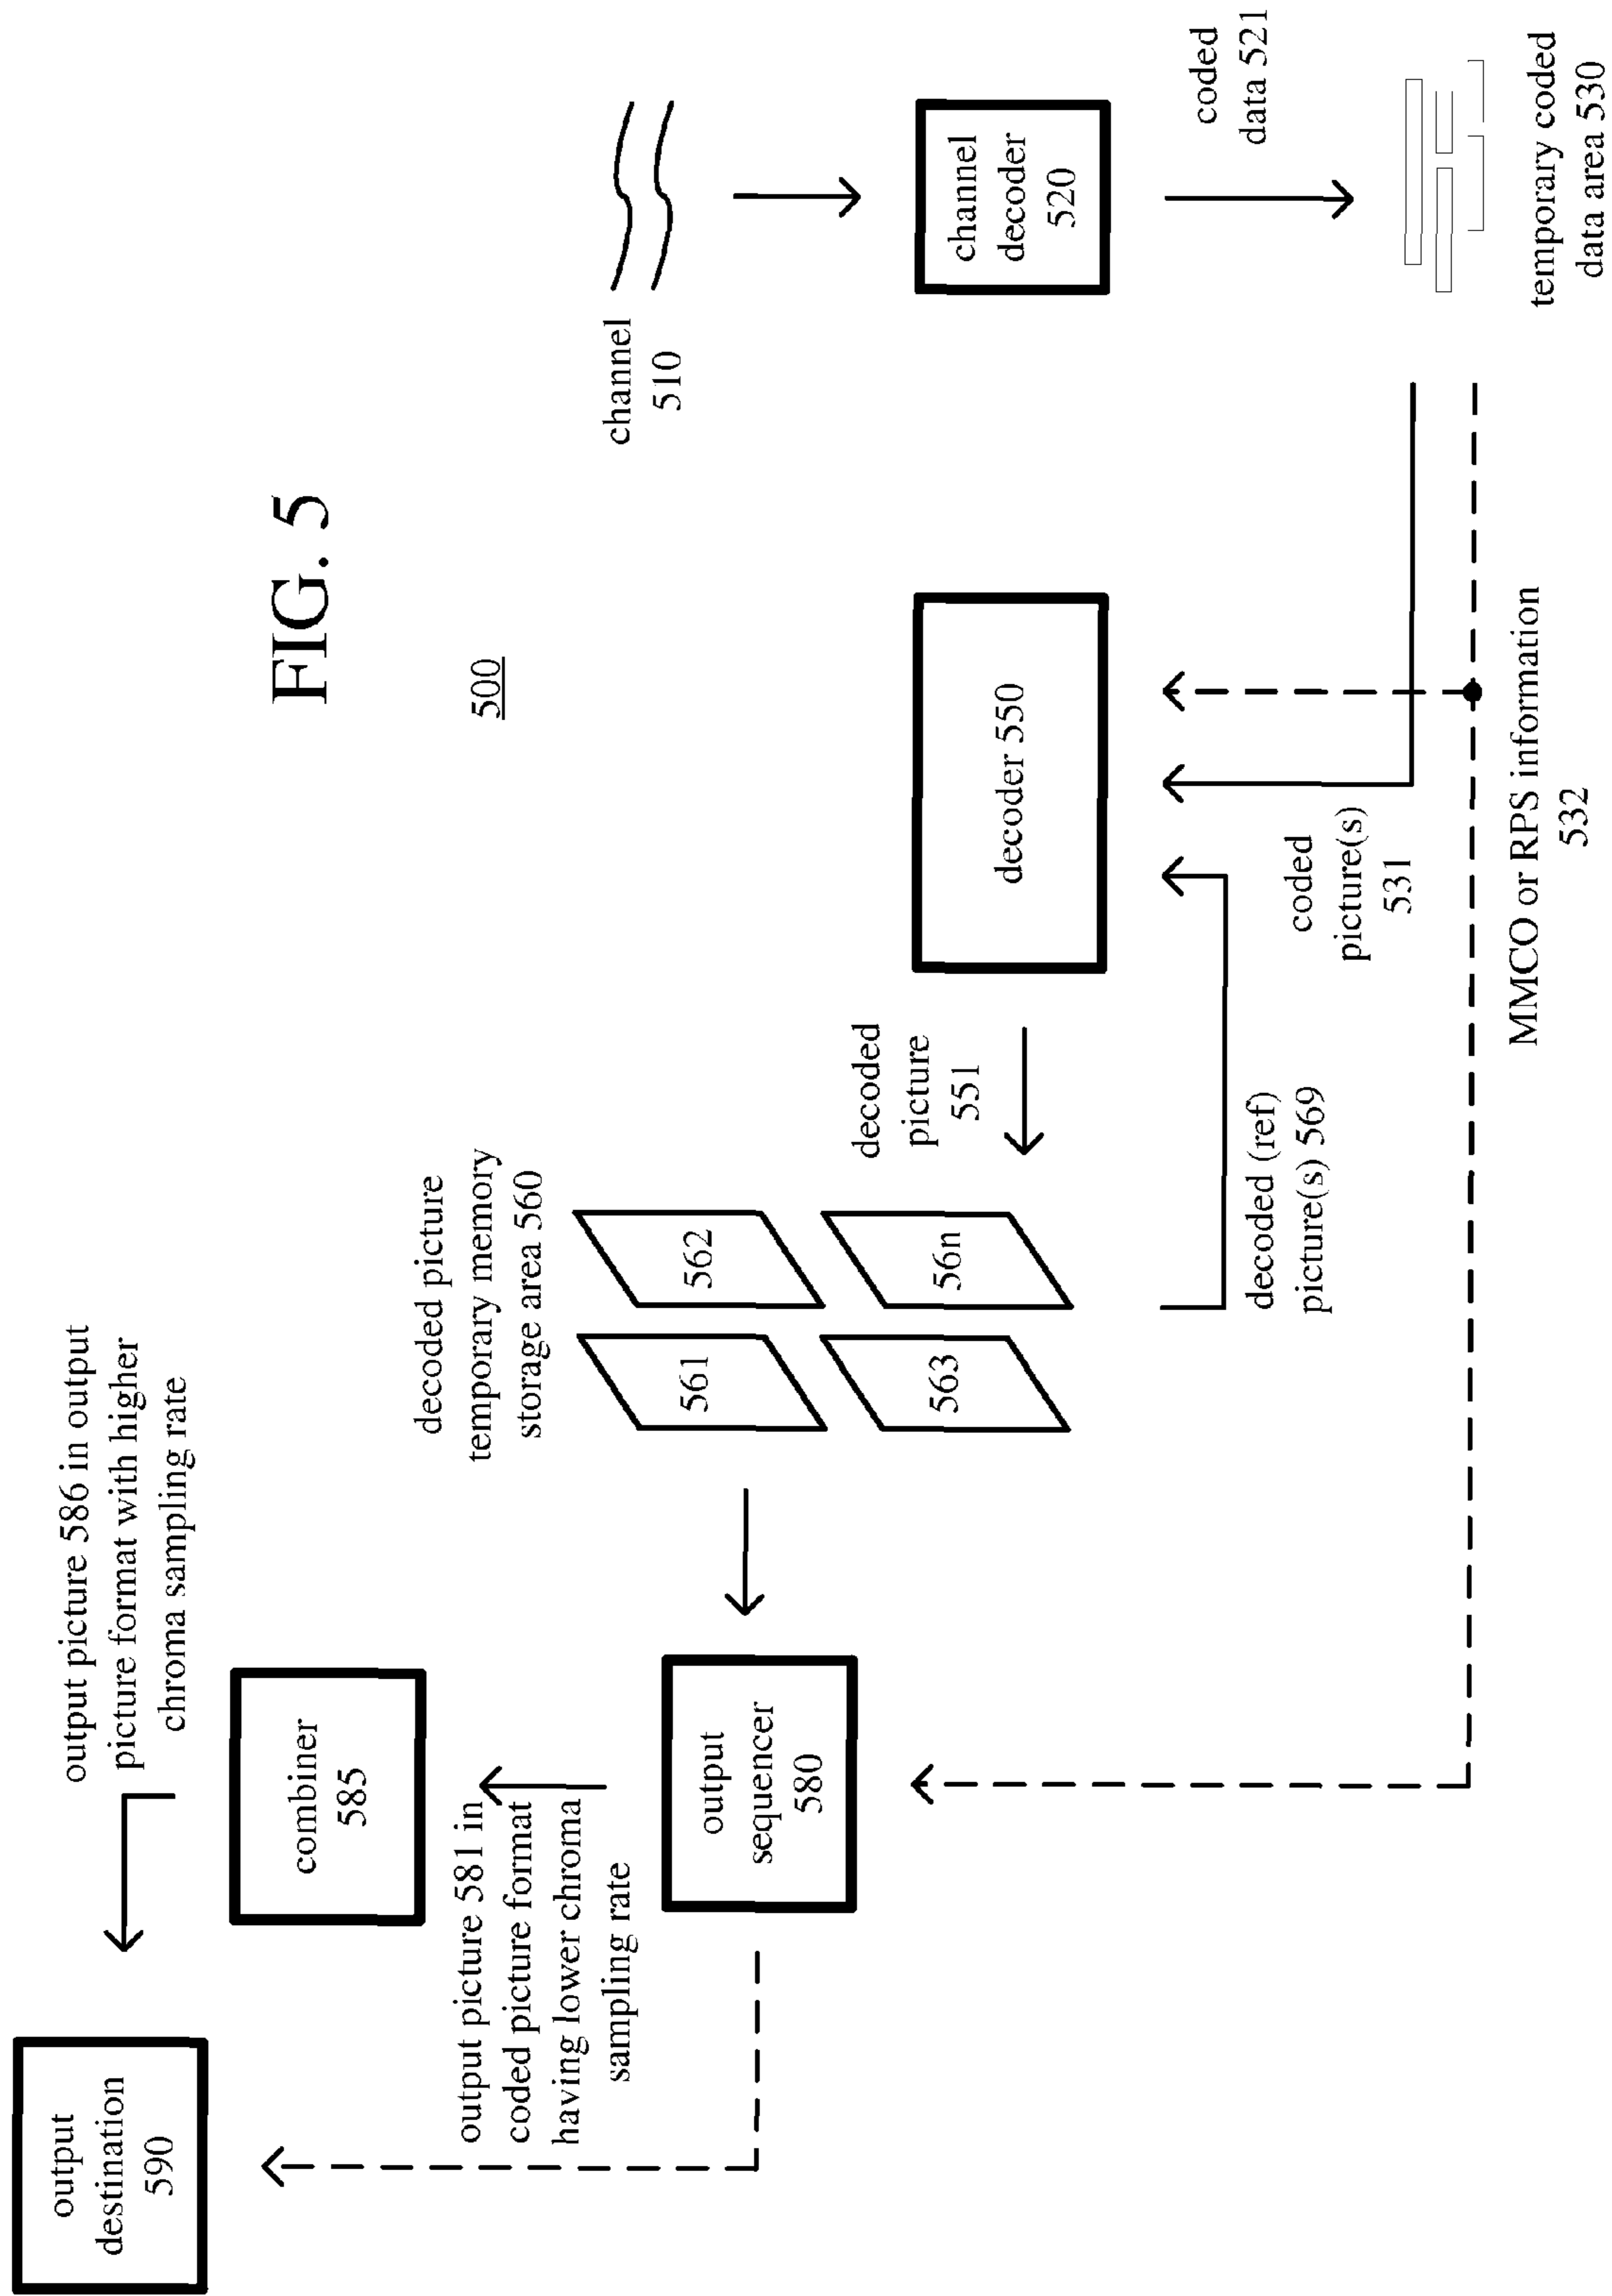 FIG. 5
500
output
destination
590
output picture 586 in output
picture format with higher
chroma sampling rate
combiner
585
output picture 581 in
coded picture format
having lower chroma
sampling rate
output
sequencer
580
decoded picture
temporary memory
storage area 560
561
562
563
56n
decoded
picture
551
decoded (ref)
picture(s) 569
decoder 550
coded
picture(s)
531
MMCO or RPS information
532
channel
510
channel
decoder
520
coded
data 521
temporary coded
data area 530